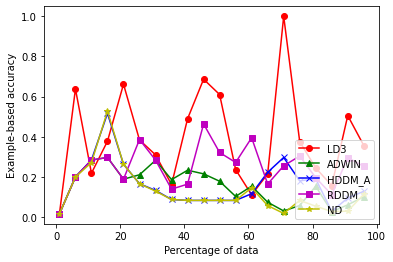 Example-based accuracy
1.0
0.8
0.6
0.4
0.2
0.0
LD3
ADWIN
HDDM_A
RDDM
ND
0
20
40
60
80
100
Percentage of data